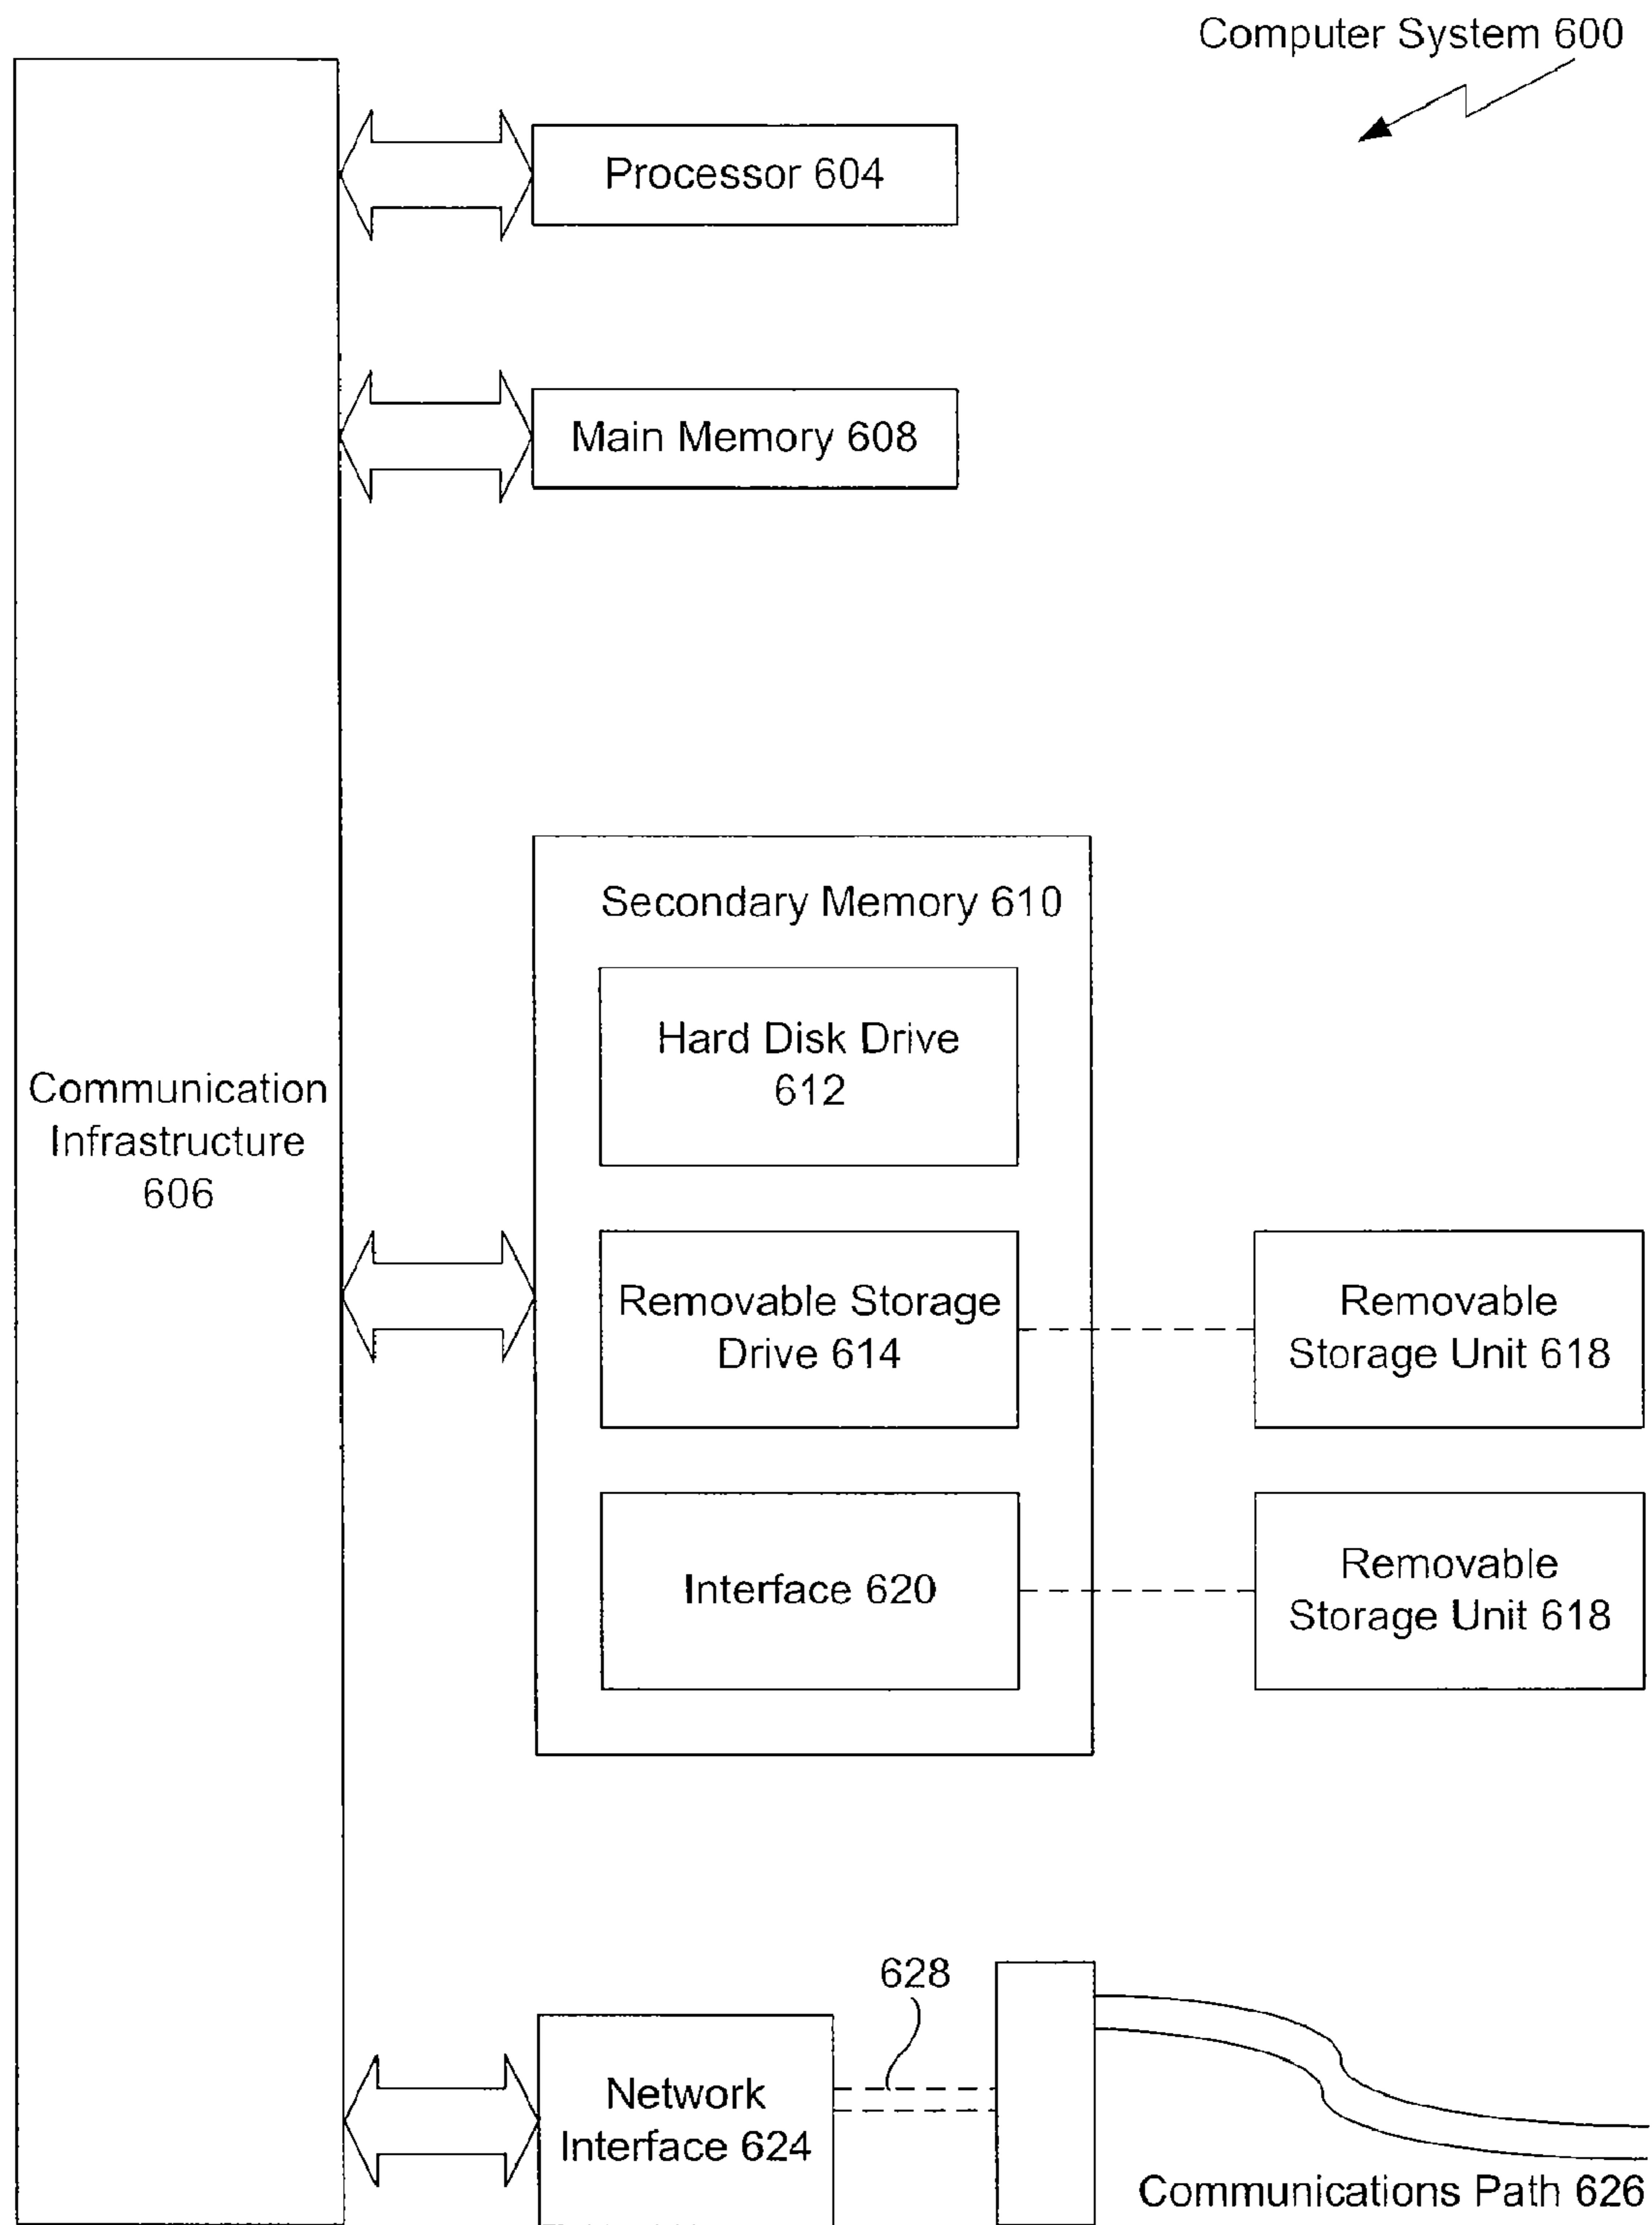 Computer System 600
Processor 604
Main Memory 608
Secondary Memory 610
Hard Disk Drive
612
Communication
Infrastructure
606
Removable Storage
Drive 614
Removable
Storage Unit 618
Interface 620
Removable
Storage Unit 618
628
Network
Interface 624
Communications Path 626